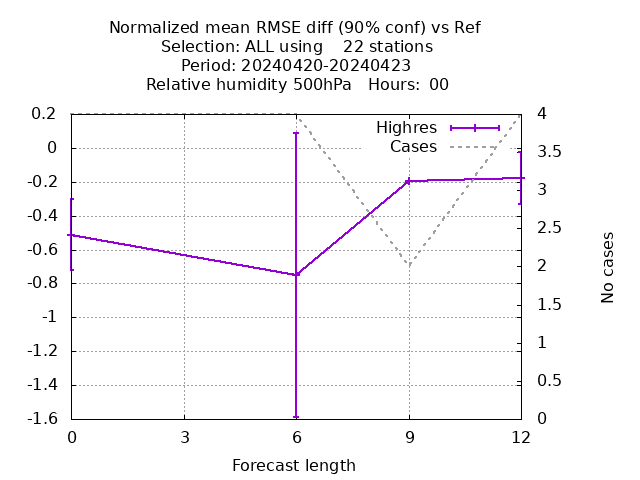 Normalized mean RMSE diff (90% conf) vs Ref
Selection: ALL using    22 stations
Period: 20240420-20240423
Relative humidity 500hPa   Hours:  00
Highres
Cases
0.2
0
-0.2
-0.4
-0.6
-0.8
-1
-1.2
-1.4
-1.6
4
3.5
3
2.5
2
1.5
1
0.5
0
No cases
0 3 6 9 12
Forecast length